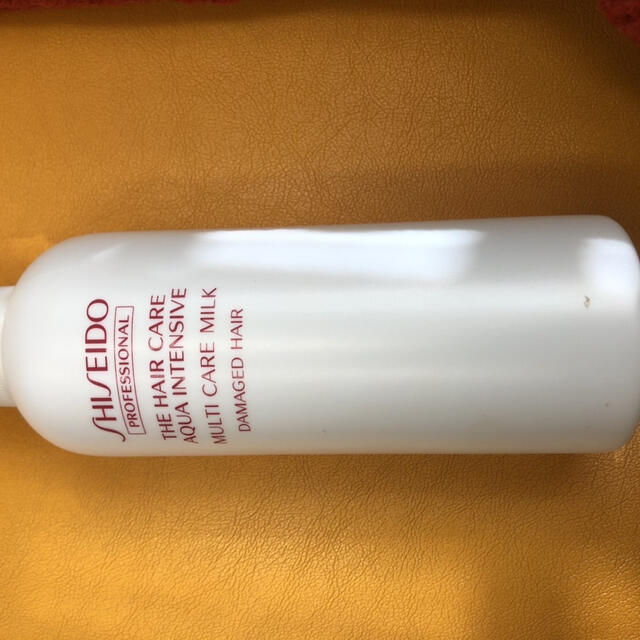 SHISEIDO
PROFESSIONAL
THE HAIR CARE
AQUA INTENSIVE
MULTI CARE MILK
DAMAGED HAIR